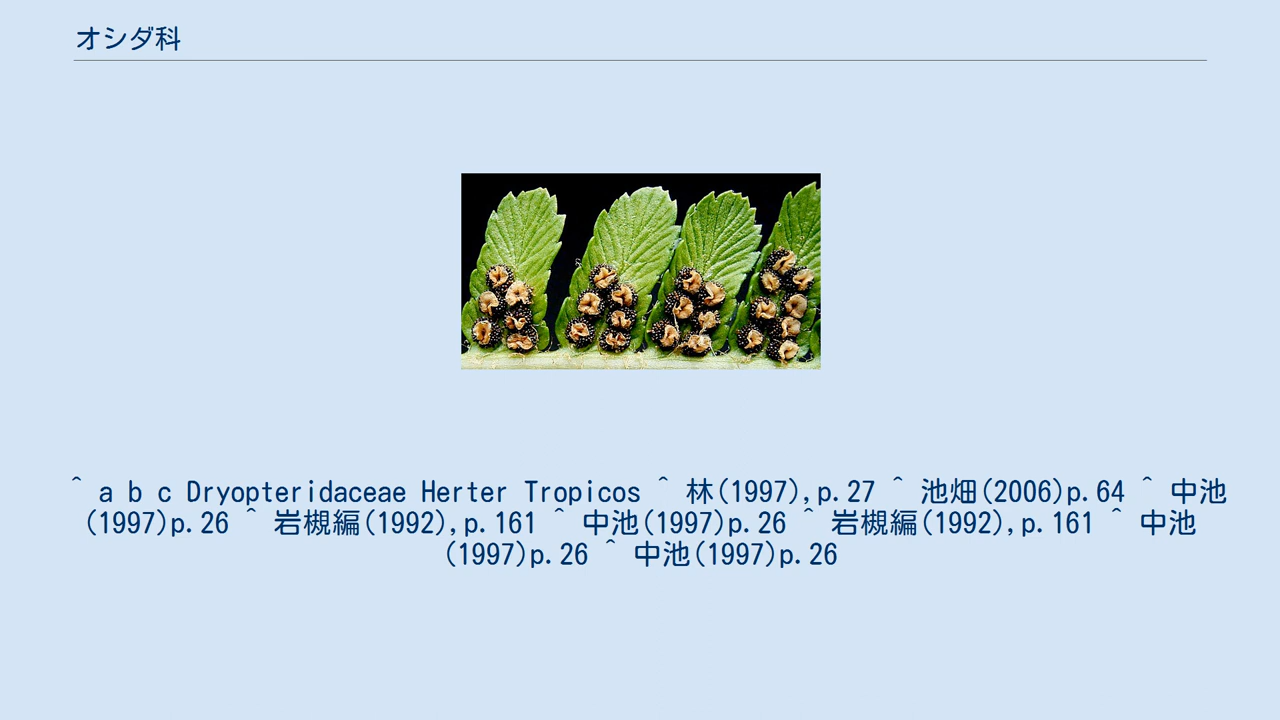 オシダ科
^ a b c Dryopteridaceae Herter Tropicos ^ 林(1997),p.27 ^ 池畑(2006)p.64 ^ 中池
(1997)p.26 ^ 岩槻編(1992),p.161 ^ 中池(1997)p.26 ^ 岩槻編(1992),p.161 ^ 中池
(1997)p.26 ^ 中池(1997)p.26